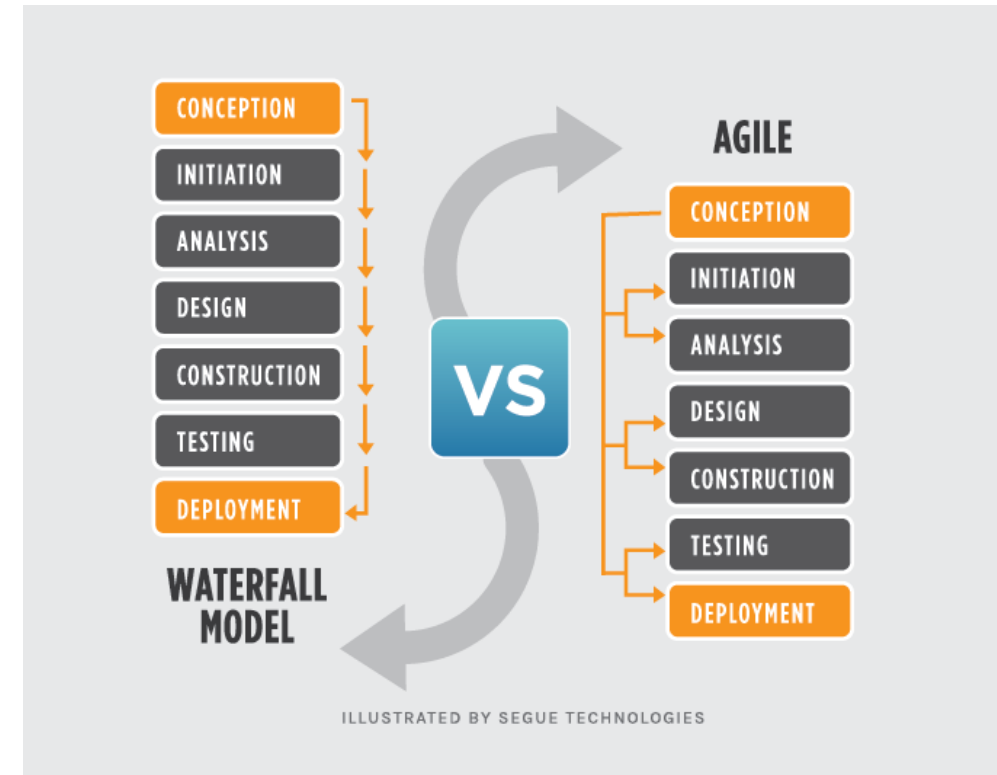 CONCEPTION
INITIATION
ANALYSIS
DESIGN
CONSTRUCTION
TESTING
DEPLOYMENT
WATERFALL
MODEL
VS
AGILE
CONCEPTION
INITIATION
ANALYSIS
DESIGN
CONSTRUCTION
TESTING
DEPLOYMENT
ILLUSTRATED BY SEGUE TECHNOLOGIES